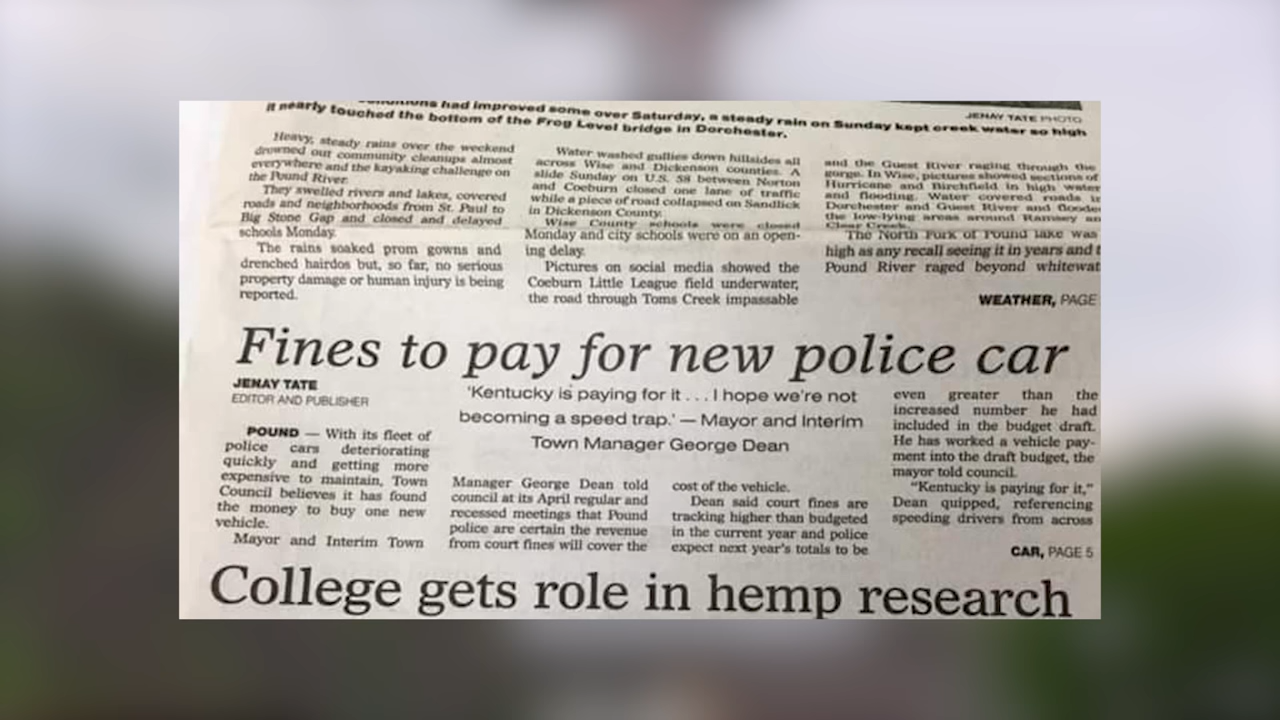 conditions had improved some over Saturday, a steady rain on Sunday kept creek water so high
it nearly touched the bottom of the Frog Level bridge in Dorchester.
JENAY TATE PHOTO
Heavy, steady rains over the weekend
drowned out community cleanups almost
everywhere and the kayaking challenge on
the Pound River.
They swelled rivers and lakes, covered
roads and neighborhoods from St. Paul to
Big Stone Gap and closed and delayed
schools Monday.
The rains soaked prom gowns and
drenched hairdos but, so far, no serious
property damage or human injury is being
reported.
Water washed gullies down hillsides all
across Wise and Dickenson counties. A
slide Sunday on U.S. 58 between Norton
and Coeburn closed one lane of traffic
while a piece of road collapsed on Sandlick
in Dickenson County.
Wise County schools were closed
Monday and city schools were on an open-
ing delay.
Pictures on social media showed the
Coeburn Little League field underwater,
the road through Toms Creek impassable
and the Guest River raging through the
gorge. In Wise, pictures showed sections of
Hurricane and Birchfield in high water
and flooding. Water covered roads i
Dorchester and Guest River and floode
the low-lying areas around Ramsey an
Clear Creek.
The North Fork of Pound lake was
high as any recall seeing it in years and t
Pound River raged beyond whitewat
WEATHER, PAGE
Fines to pay for new police car
JENAY TATE
EDITOR AND PUBLISHER
'Kentucky is paying for it . . . I hope we're not
becoming a speed trap.' — Mayor and Interim
Town Manager George Dean
POUND — With its fleet of
police cars deteriorating
quickly and getting more
expensive to maintain, Town
Council believes it has found
the money to buy one new
vehicle.
Mayor and Interim Town
Manager George Dean told
council at its April regular and
recessed meetings that Pound
police are certain the revenue
from court fines will cover the
cost of the vehicle.
Dean said court fines are
tracking higher than budgeted
in the current year and police
expect next year's totals to be
even greater than the
increased number he had
included in the budget draft.
He has worked a vehicle pay-
ment into the draft budget, the
mayor told council.
"Kentucky is paying for it,"
Dean quipped, referencing
speeding drivers from across
CAR, PAGE 5
College gets role in hemp research